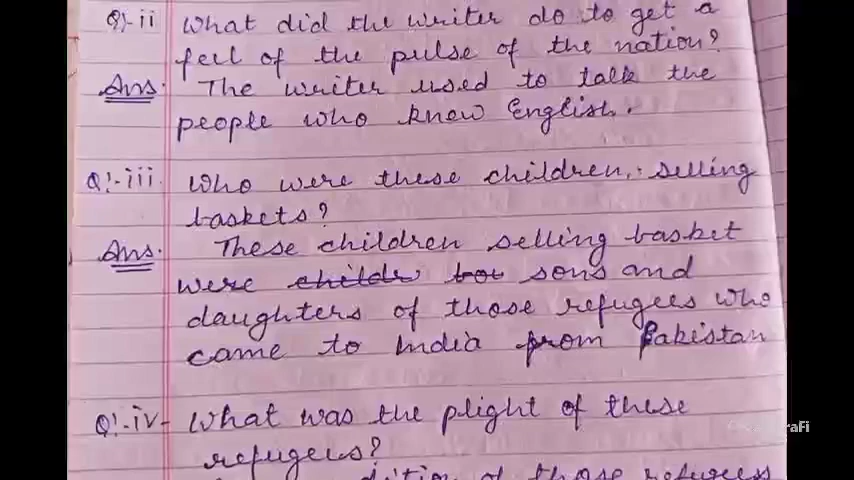 Q!-ii What did the writer do to get a
feel of the pulse of the nation?
Ans. The writer used to talk the
people who know English.
Q!-iii. Who were these children, selling
baskets?
Ans. These children selling basket
were sons and
daughters of those refugees who
came to India from Pakistan
Q!-iv- What was the plight of these
refugees?
of those refugees